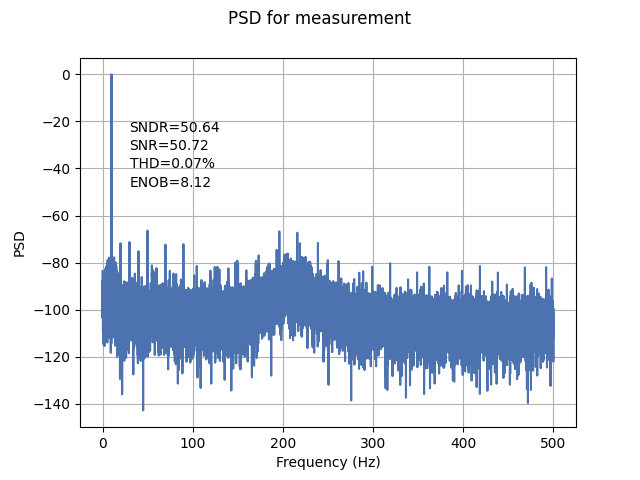 PSD for measurement
0
−20
−40
−60
−80
−100
−120
−140
PSD
SNDR=50.64
SNR=50.72
THD=0.07%
ENOB=8.12
0 100 200 300 400 500
Frequency (Hz)